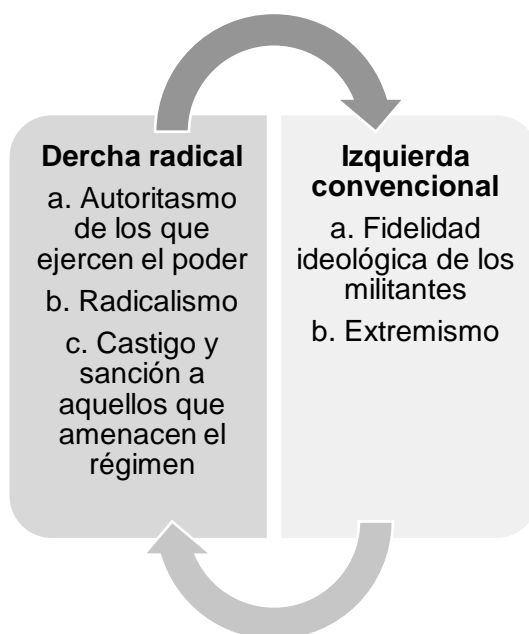 Dercha radical
a. Autoritasmo
de los que
ejercen el poder
b. Radicalismo
c. Castigo y
sanción a
aquellos que
amenacen el
régimen
Izquierda
convencional
a. Fidelidad
ideológica de los
militantes
b. Extremismo